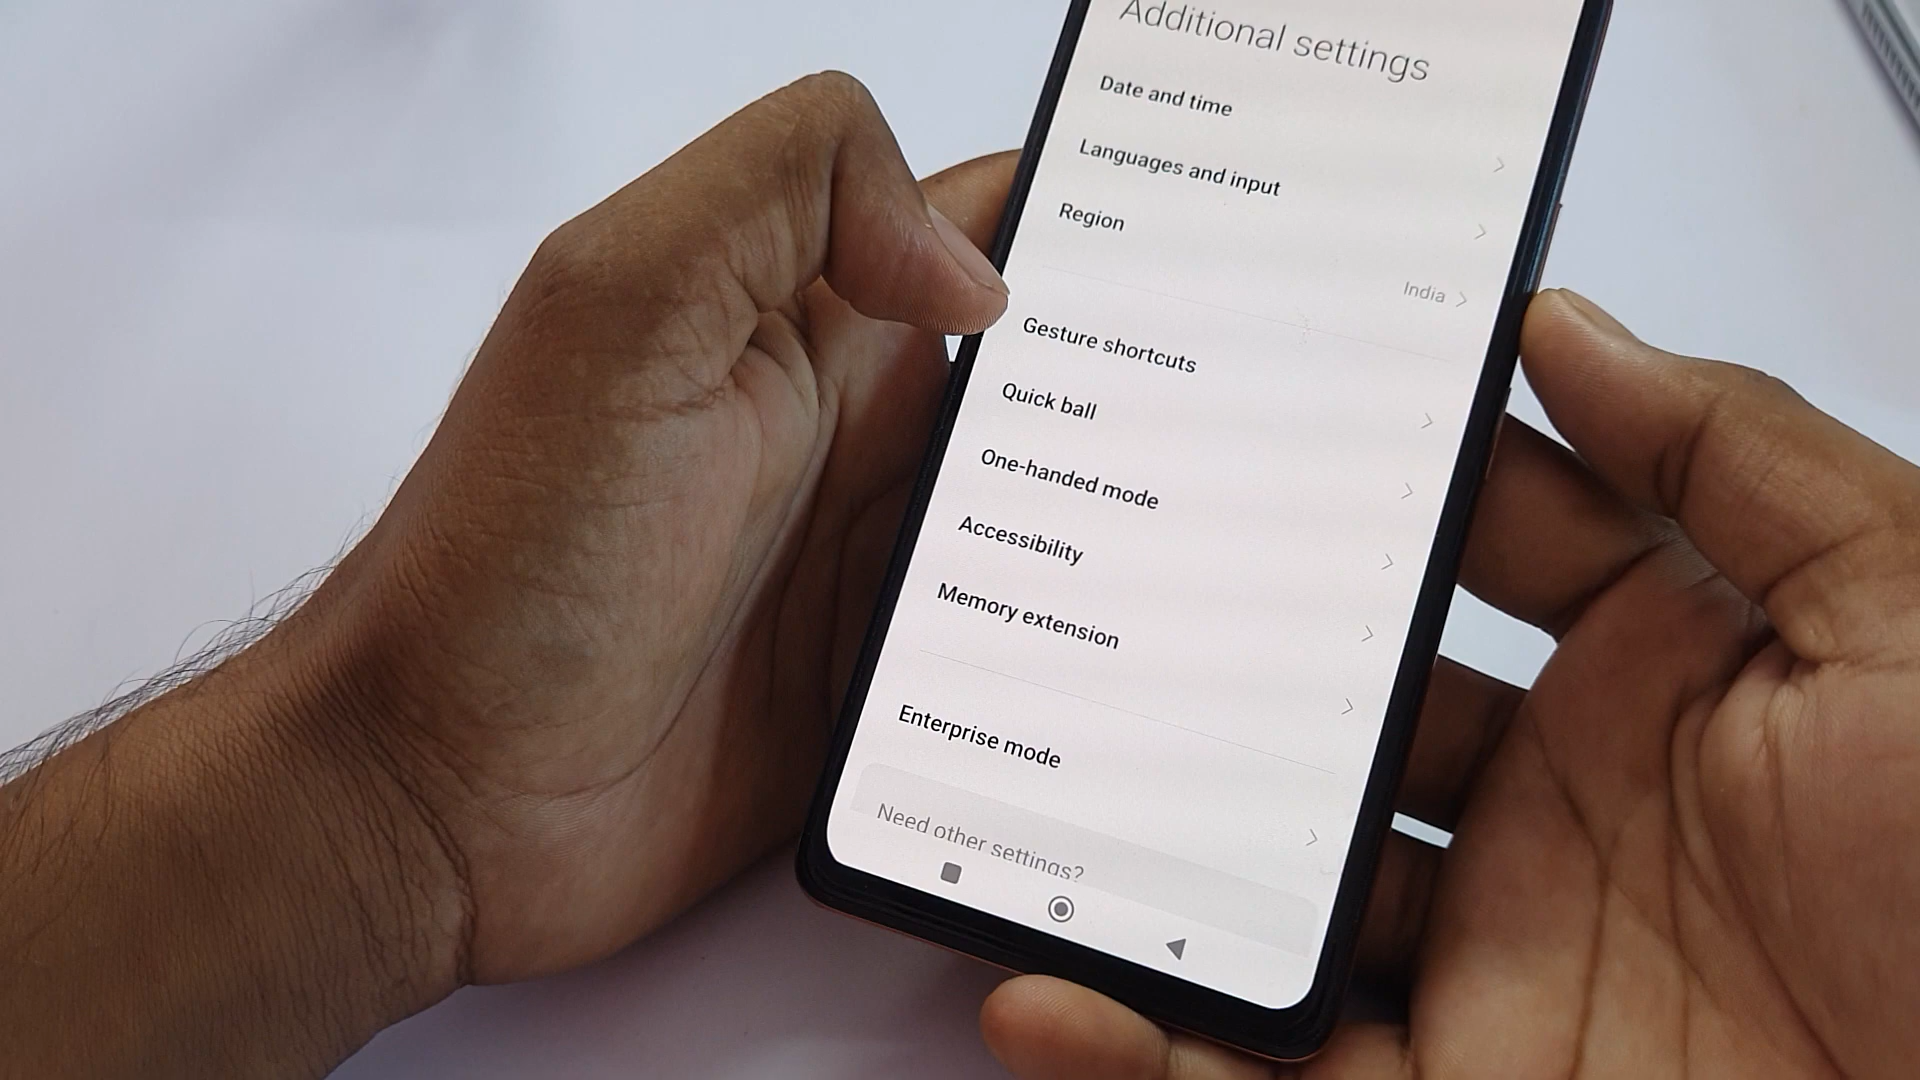 Additional settings
Date and time
Languages and input
Region
India
Gesture shortcuts
Quick ball
One-handed mode
Accessibility
Memory extension
Enterprise mode
Need other settings?